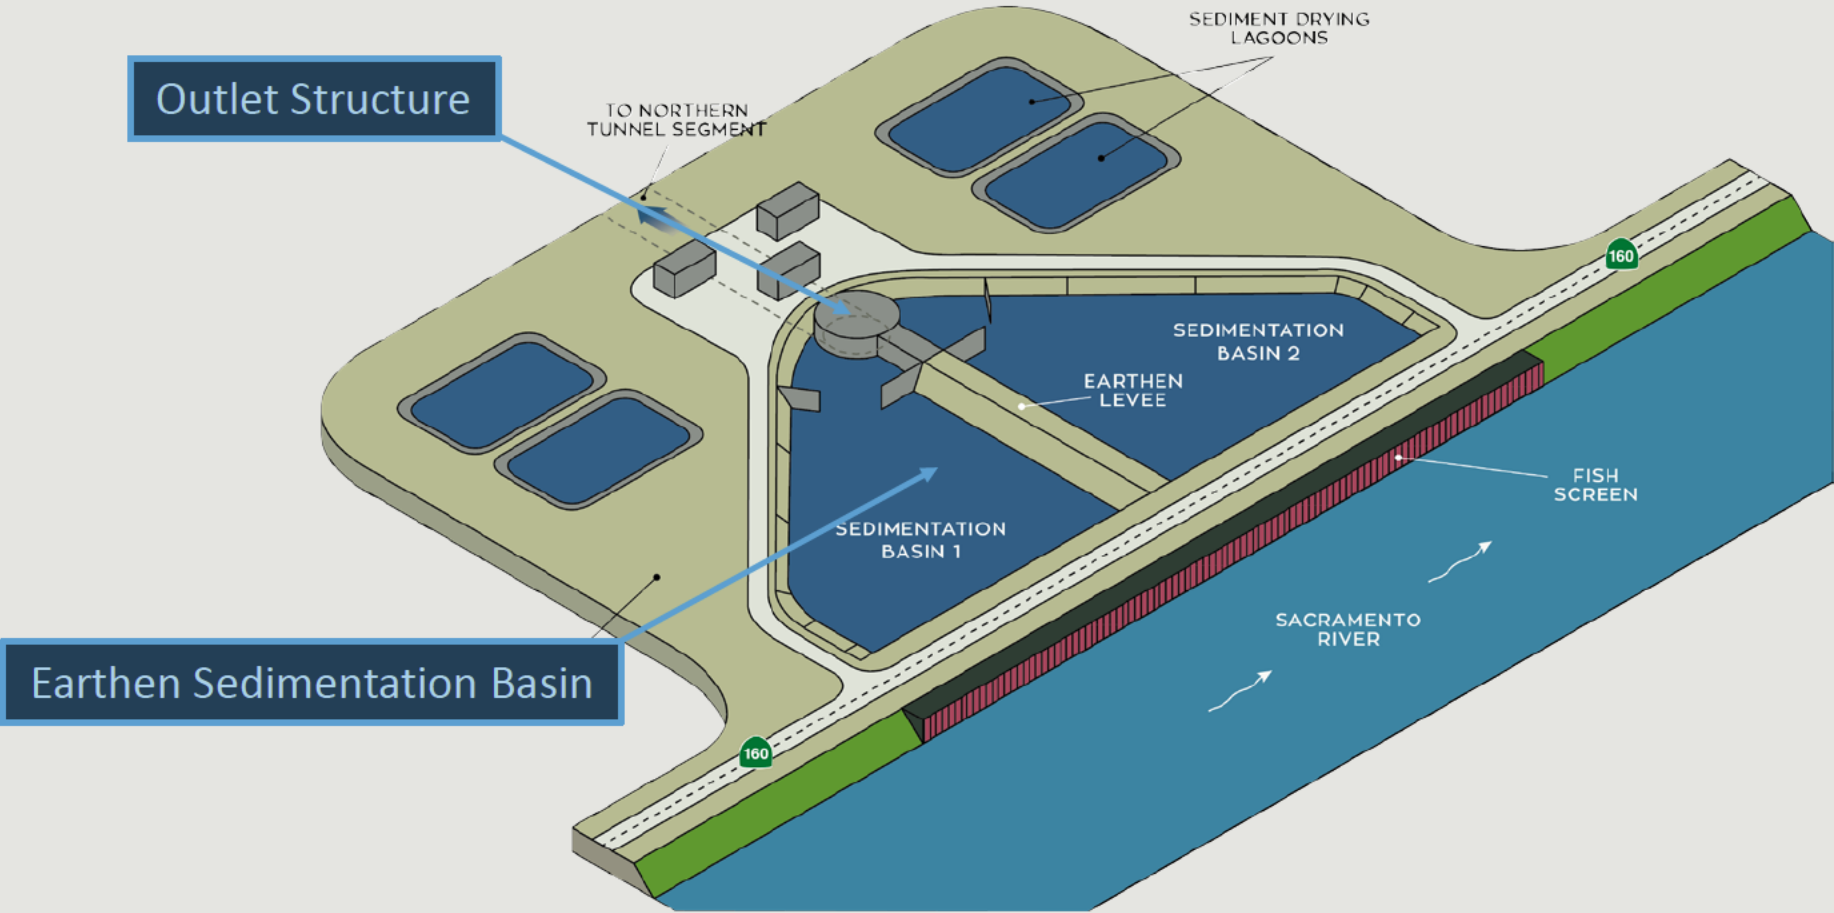 SEDIMENT DRYING
LAGOONS
Outlet Structure
TO NORTHERN
TUNNEL SEGMENT
160
SEDIMENTATION
BASIN 2
EARTHEN
LEVEE
FISH
SCREEN
SEDIMENTATION
BASIN 1
SACRAMENTO
RIVER
Earthen Sedimentation Basin
160